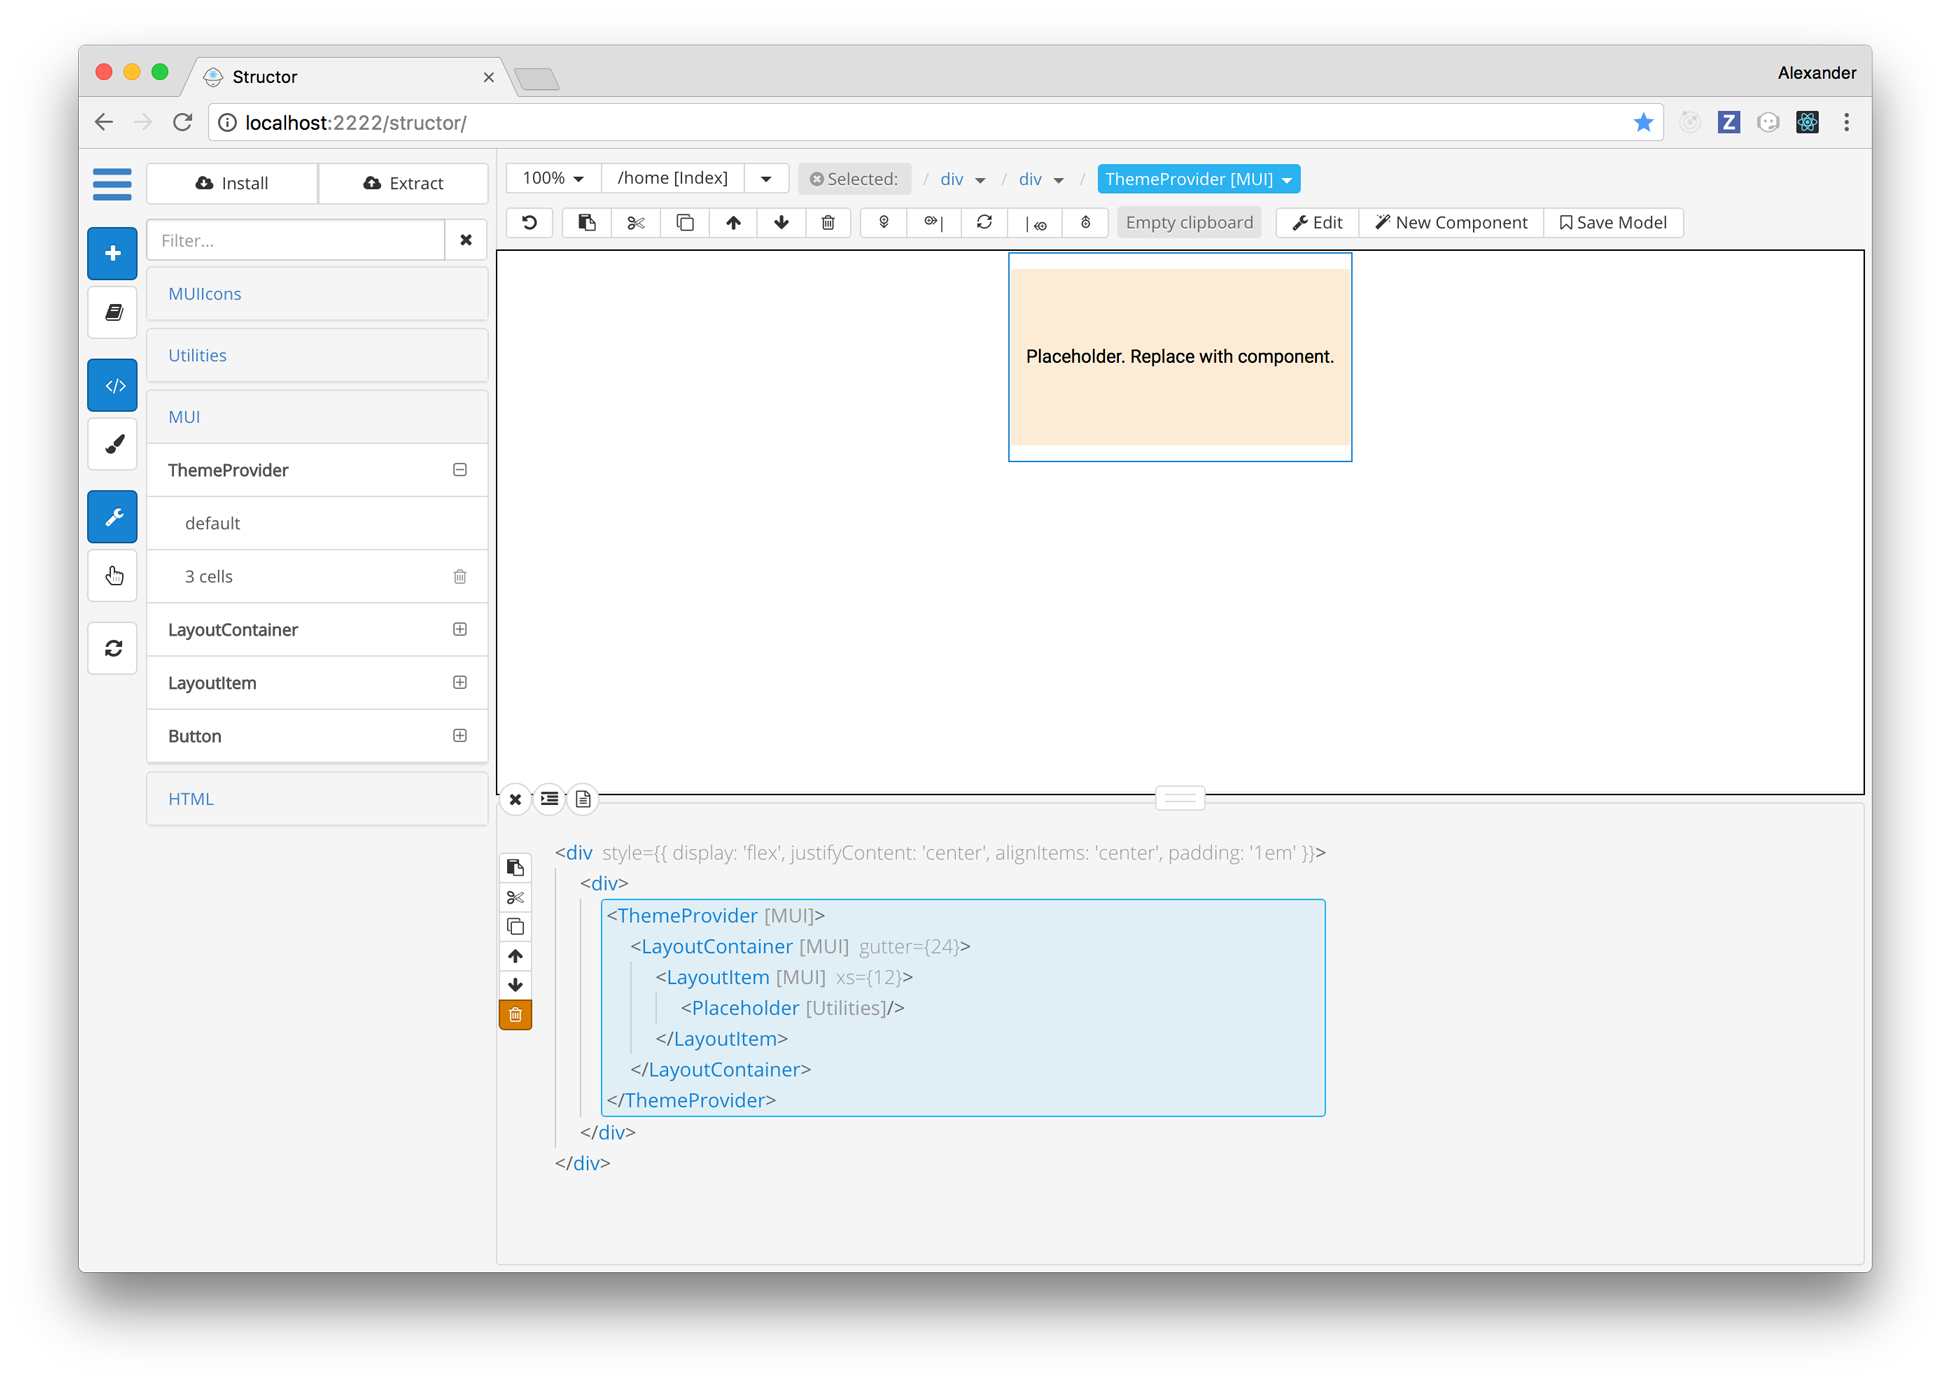 Structor
Alexander
localhost:2222/structor/
Z
Install
Extract
100%
/home [Index]
Selected:
/ div
/ div
/ ThemeProvider [MUI]
Filter...
Empty clipboard
Edit
New Component
Save Model
MUIIcons
Utilities
MUI
ThemeProvider
default
3 cells
LayoutContainer
LayoutItem
Button
HTML
Placeholder. Replace with component.
<div style={{ display: 'flex', justifyContent: 'center', alignItems: 'center', padding: '1em' }}>
<div>
<ThemeProvider [MUI]>
<LayoutContainer [MUI] gutter={24}>
<LayoutItem [MUI] xs={12}>
<Placeholder [Utilities]/>
</LayoutItem>
</LayoutContainer>
</ThemeProvider>
</div>
</div>